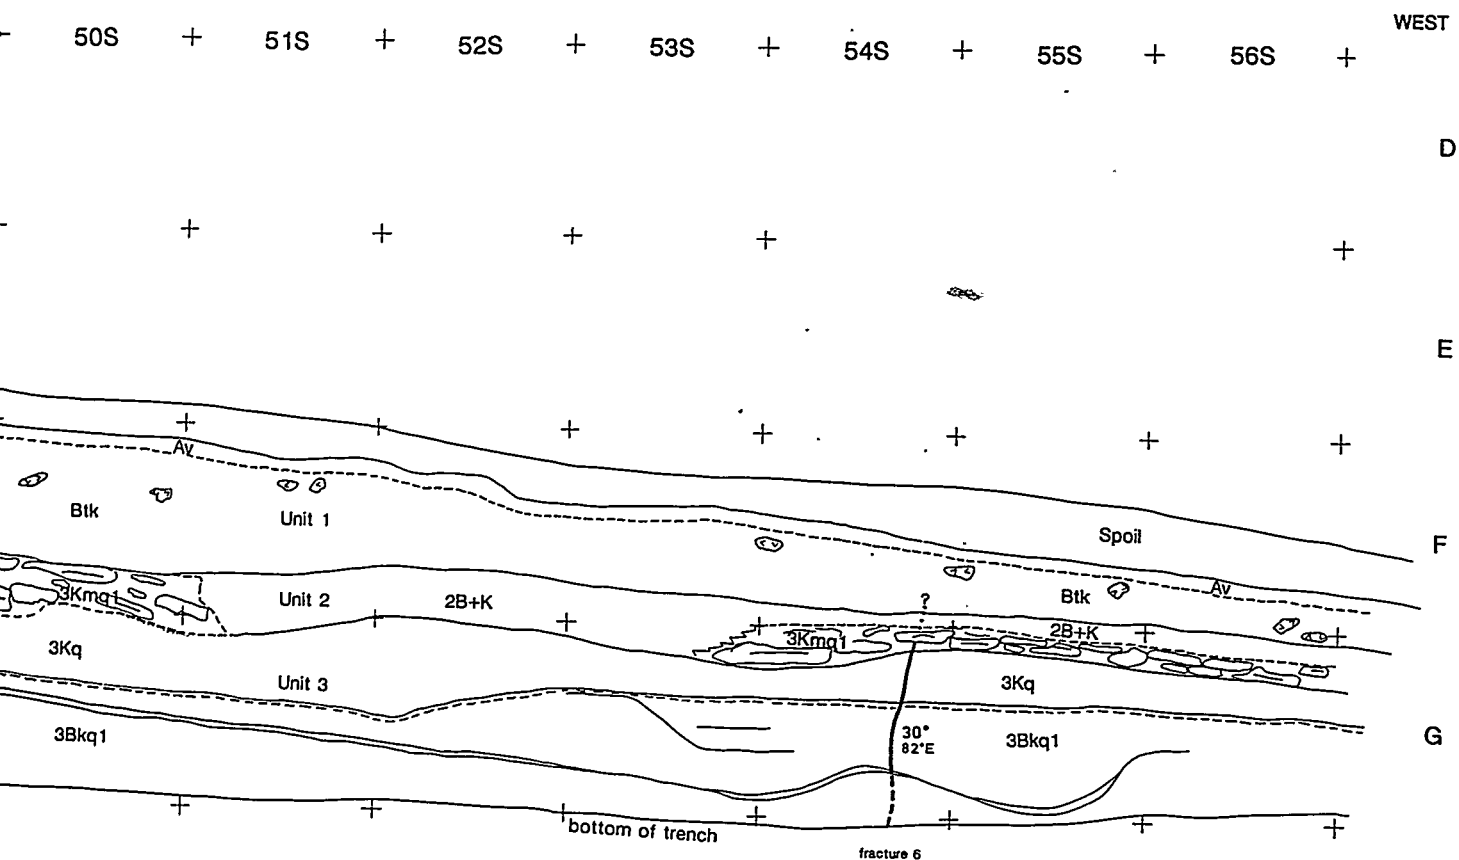 WEST
50S 51S 52S 53S 54S 55S 56S
D
E
Av
Btk
Unit 1
Spoil
F
3Kmq1
Unit 2
2B+K
?
Btk
Av
3Kmq1
2B+K
3Kq
Unit 3
3Kq
3Bkq1
30°
82°E
3Bkq1
G
bottom of trench
fracture 6